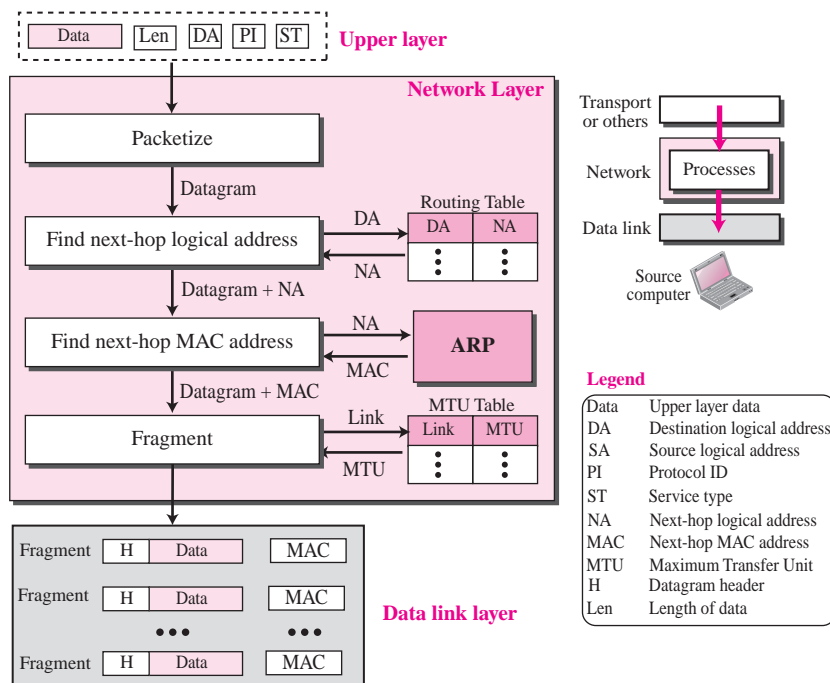 Data Len DA PI ST
Upper layer
Network Layer
Packetize
Datagram
Routing Table
Find next-hop logical address
DA
DA NA
NA
Datagram + NA
Find next-hop MAC address
NA
ARP
MAC
Datagram + MAC
MTU Table
Fragment
Link
Link MTU
MTU
Fragment H Data MAC
Fragment H Data MAC
Fragment H Data MAC
Data link layer
Transport
or others
Network
Processes
Data link
Source
computer
Legend
Data Upper layer data
DA Destination logical address
SA Source logical address
PI Protocol ID
ST Service type
NA Next-hop logical address
MAC Next-hop MAC address
MTU Maximum Transfer Unit
H Datagram header
Len Length of data